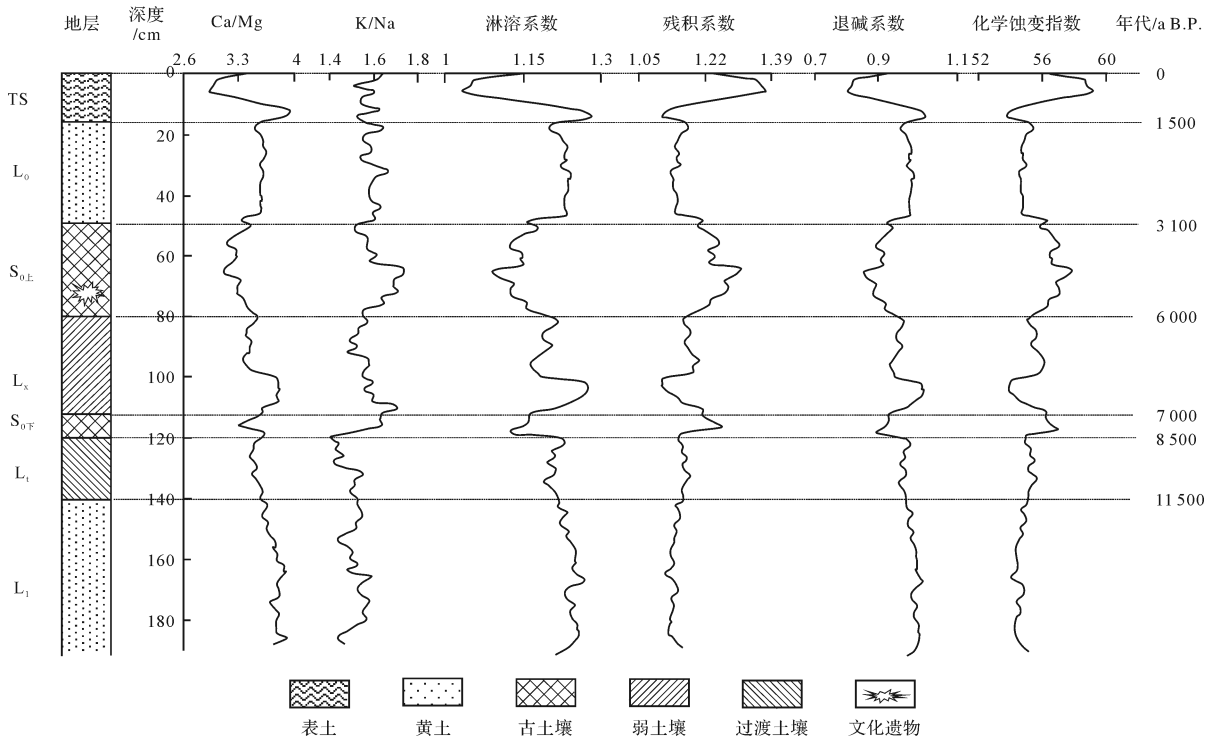 地层 深度 Ca/Mg K/Na 淋溶系数 残积系数 退碱系数 化学蚀变指数 年代/a B.P.
/cm
2.6 3.3 4 1.4 1.6 1.8 1 1.15 1.3 1.05 1.22 1.39 0.7 0.9 1.1 52 56 60
0 0
TS
1 500
20
L₀
40
3 100
60
S₀上
80 6 000
100
Lₓ
7 000
S₀下
120 8 500
Lₜ
140 11 500
160
L₁
180
表土 黄土 古土壤 弱土壤 过渡土壤 文化遗物